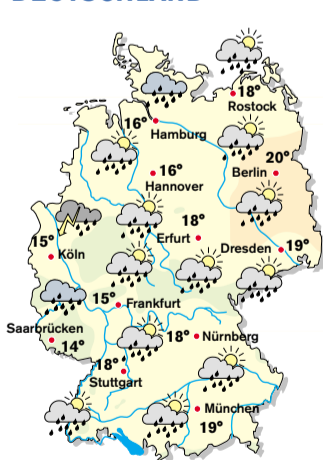 DEUTSCHLAND
18°
Rostock
16°
Hamburg
16°
Hannover
20°
Berlin
18°
Erfurt
Dresden
19°
15°
Köln
15°
Frankfurt
Saarbrücken
14°
18°
Nürnberg
18°
Stuttgart
München
19°